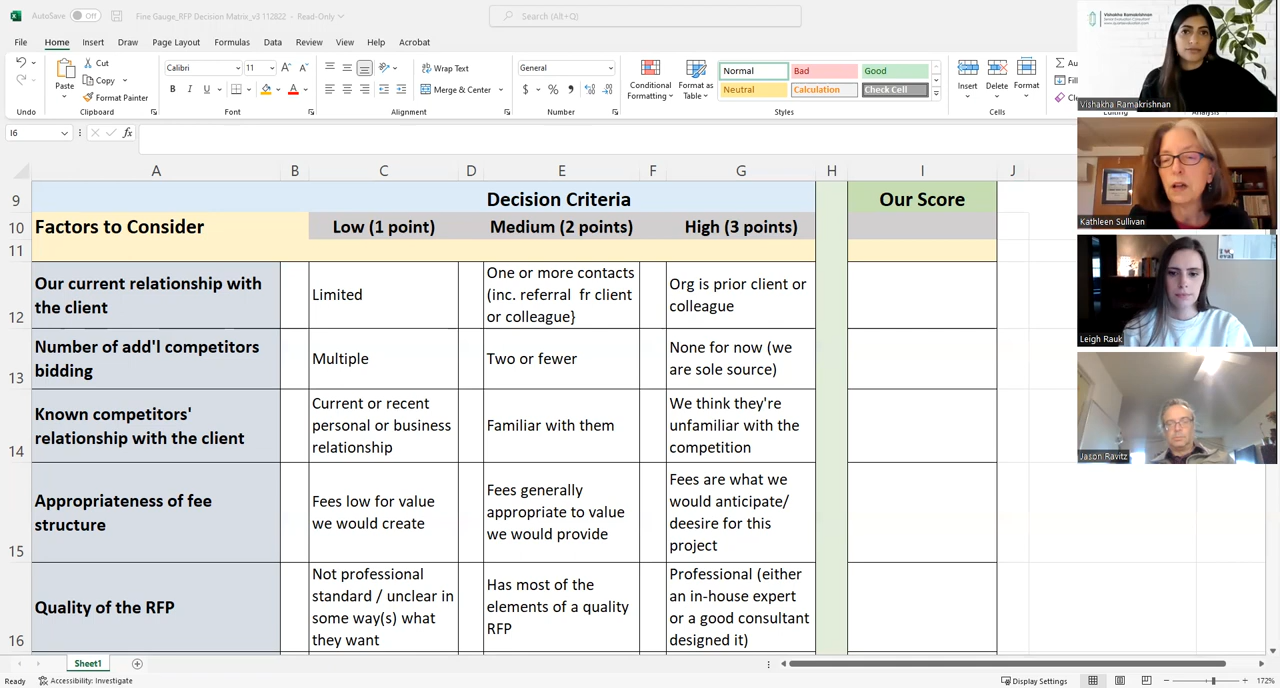 AutoSave Off Fine Gauge_RFP Decision Matrix_v3 112822 - Read-Only Search (Alt+Q)
File Home Insert Draw Page Layout Formulas Data Review View Help Acrobat
Cut
Copy
Format Painter
Paste
Undo Clipboard
Calibri 11
B I U
Font
Wrap Text
Merge & Center
Alignment
General
$ %
Number
Conditional Formatting
Format as Table
Normal Bad Good
Neutral Calculation Check Cell
Styles
Insert Delete Format
Cells
I6 fx
A B C D E F G H I J
9 Decision Criteria Our Score
10 Factors to Consider Low (1 point) Medium (2 points) High (3 points)
11
12
Our current relationship with
the client
Limited
One or more contacts
(inc. referral fr client
or colleague}
Org is prior client or
colleague
13
Number of add'l competitors
bidding
Multiple
Two or fewer
None for now (we
are sole source)
14
Known competitors'
relationship with the client
Current or recent
personal or business
relationship
Familiar with them
We think they're
unfamiliar with the
competition
15
Appropriateness of fee
structure
Fees low for value
we would create
Fees generally
appropriate to value
we would provide
Fees are what we
would anticipate/
deesire for this
project
16
Quality of the RFP
Not professional
standard / unclear in
some way(s) what
they want
Has most of the
elements of a quality
RFP
Professional (either
an in-house expert
or a good consultant
designed it)
Sheet1
Ready Accessibility: Investigate Display Settings 172%
Vishakha Ramakrishnan
Vishakha Ramakrishnan
Kathleen Sullivan
Leigh Rauk
eval
Jason Ravitz